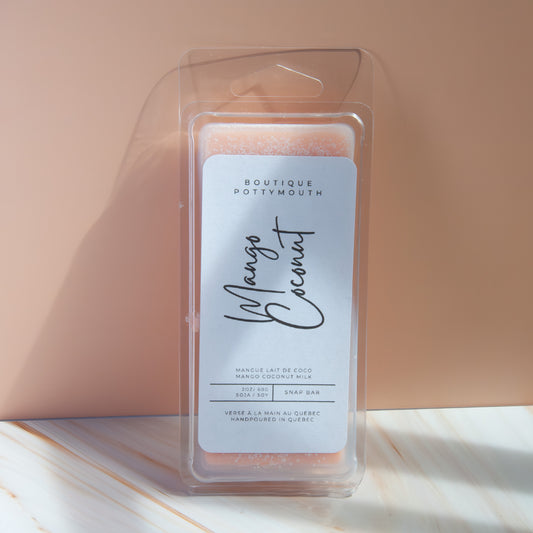 BOUTIQUE
POTTYMOUTH
Mango
Coconut
MANGUE LAIT DE COCO
MANGO COCONUT MILK
2OZ/ 60G
SOJA / SOY
SNAP BAR
VERSÉ À LA MAIN AU QUÉBEC
HANDPOURED IN QUÉBEC